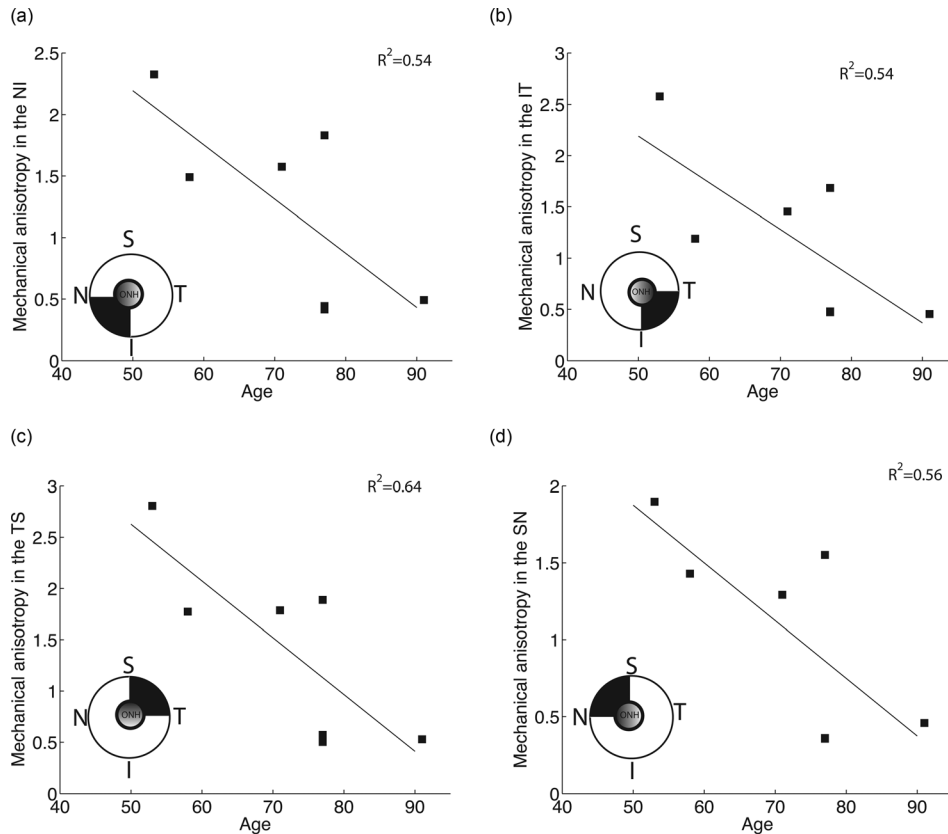 (a)
R²=0.54
Mechanical anisotropy in the NI
2.5
2
1.5
1
0.5
0
40 50 60 70 80 90
Age
S
N ONH T
I
(b)
R²=0.54
Mechanical anisotropy in the IT
3
2.5
2
1.5
1
0.5
0
40 50 60 70 80 90
Age
S
N ONH T
I
(c)
R²=0.64
Mechanical anisotropy in the TS
3
2.5
2
1.5
1
0.5
0
40 50 60 70 80 90
Age
S
N ONH T
I
(d)
R²=0.56
Mechanical anisotropy in the SN
2
1.5
1
0.5
0
40 50 60 70 80 90
Age
S
N ONH T
I